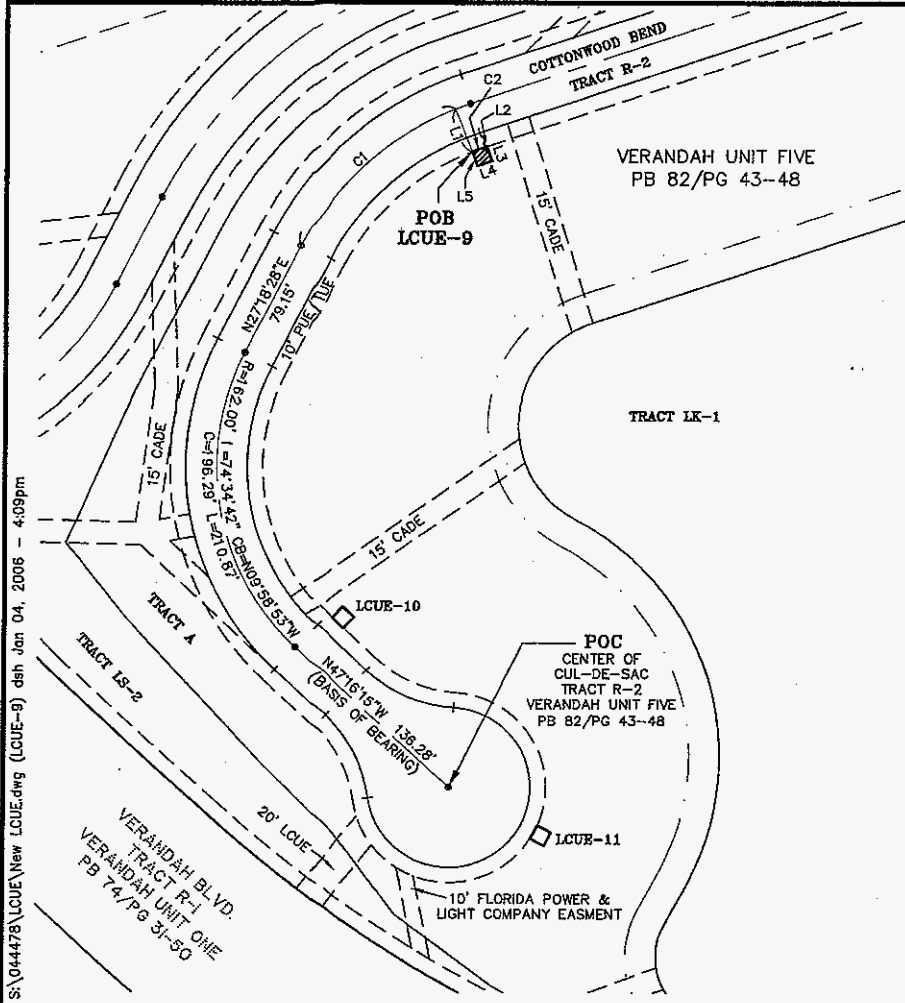 COTTONWOOD BEND
TRACT R-2
C2
L2
L1
L3
L4
L5
C1
POB
LCUE-9
VERANDAH UNIT FIVE
PB 82/PG 43-48
15' CADE
N27°18'28"E
79.15'
10' PUE/TUE
R=162.00' I=74°34'42" CB=N09°58'53"W
C=196.29' L=210.87'
15' CADE
TRACT LK-1
15' CADE
LCUE-10
TRACT A
TRACT LS-2
N47°16'15"W 136.28'
(BASIS OF BEARING)
POC
CENTER OF
CUL-DE-SAC
TRACT R-2
VERANDAH UNIT FIVE
PB 82/PG 43-48
20' LCUE
LCUE-11
VERANDAH BLVD.
TRACT R-1
VERANDAH UNIT ONE
PB 74/PG 31-50
10' FLORIDA POWER &
LIGHT COMPANY EASMENT
S:\044478\LCUE\New LCUE.dwg (LCUE-9) dsh Jan 04, 2006 - 4:09pm